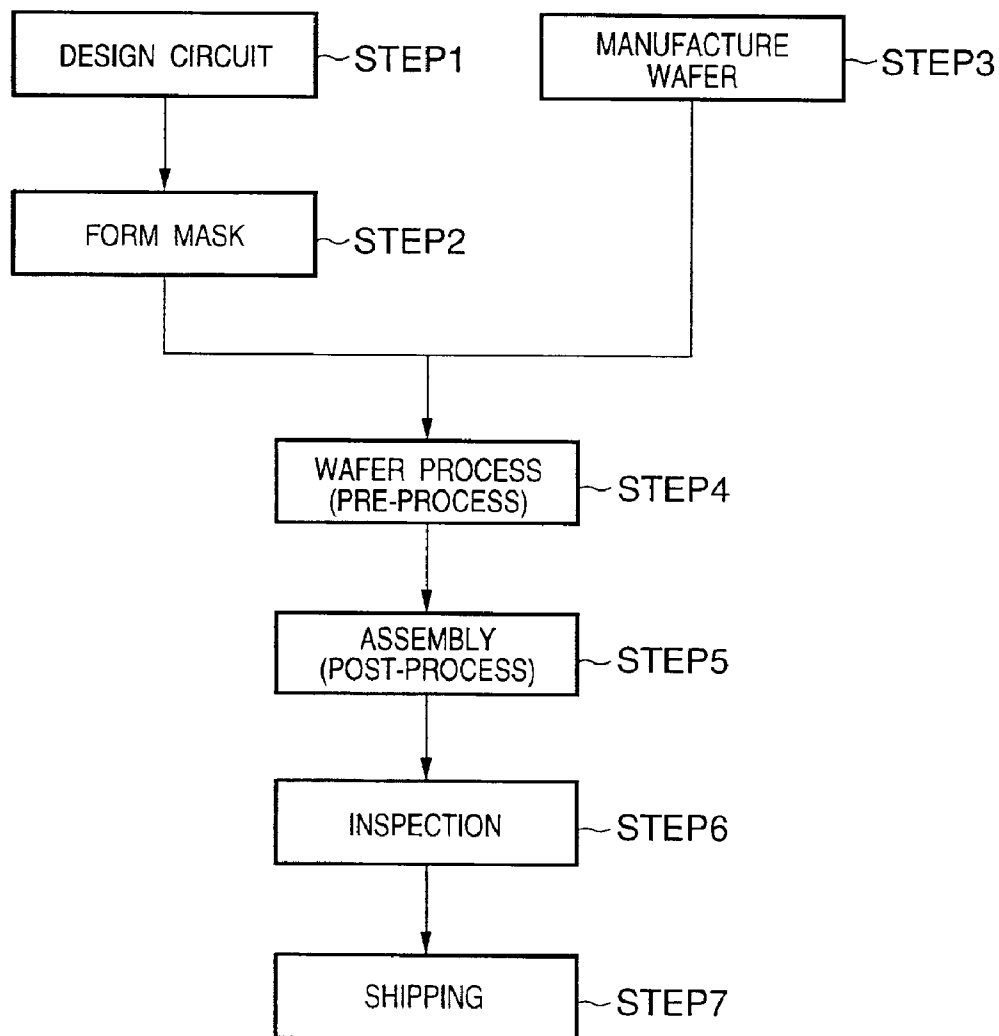 DESIGN CIRCUIT
STEP1
MANUFACTURE
WAFER
STEP3
FORM MASK
STEP2
WAFER PROCESS
(PRE-PROCESS)
STEP4
ASSEMBLY
(POST-PROCESS)
STEP5
INSPECTION
STEP6
SHIPPING
STEP7